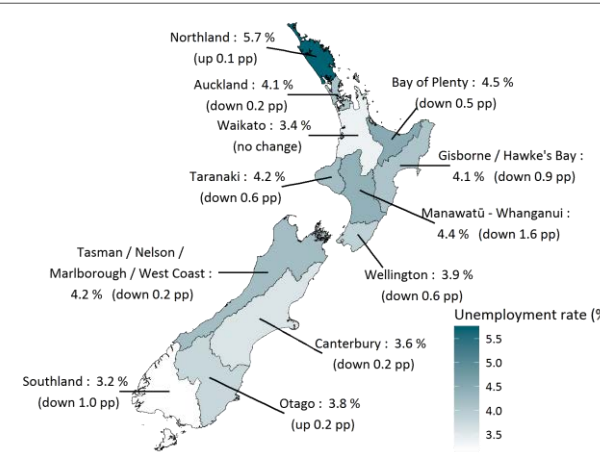 Northland : 5.7 %
(up 0.1 pp)
Auckland : 4.1 %
(down 0.2 pp)
Bay of Plenty : 4.5 %
(down 0.5 pp)
Waikato : 3.4 %
(no change)
Gisborne / Hawke's Bay :
4.1 % (down 0.9 pp)
Taranaki : 4.2 %
(down 0.6 pp)
Manawatū - Whanganui :
4.4 % (down 1.6 pp)
Tasman / Nelson /
Marlborough / West Coast :
4.2 % (down 0.2 pp)
Wellington : 3.9 %
(down 0.6 pp)
Canterbury : 3.6 %
(down 0.2 pp)
Southland : 3.2 %
(down 1.0 pp)
Otago : 3.8 %
(up 0.2 pp)
Unemployment rate (%
5.5
5.0
4.5
4.0
3.5